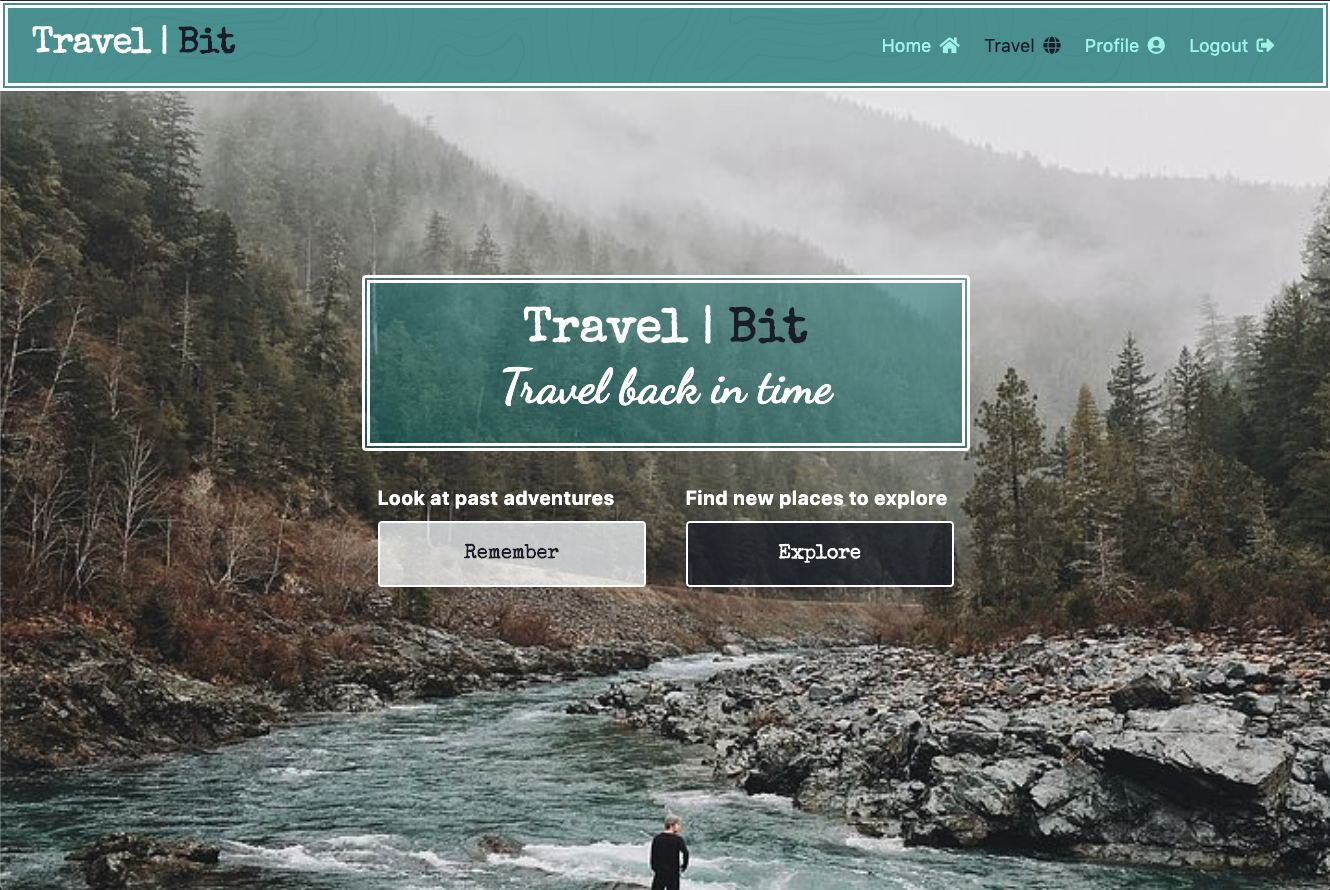 Travel | Bit
Home Travel Profile Logout
Travel | Bit
Travel back in time
Look at past adventures
Find new places to explore
Remember
Explore